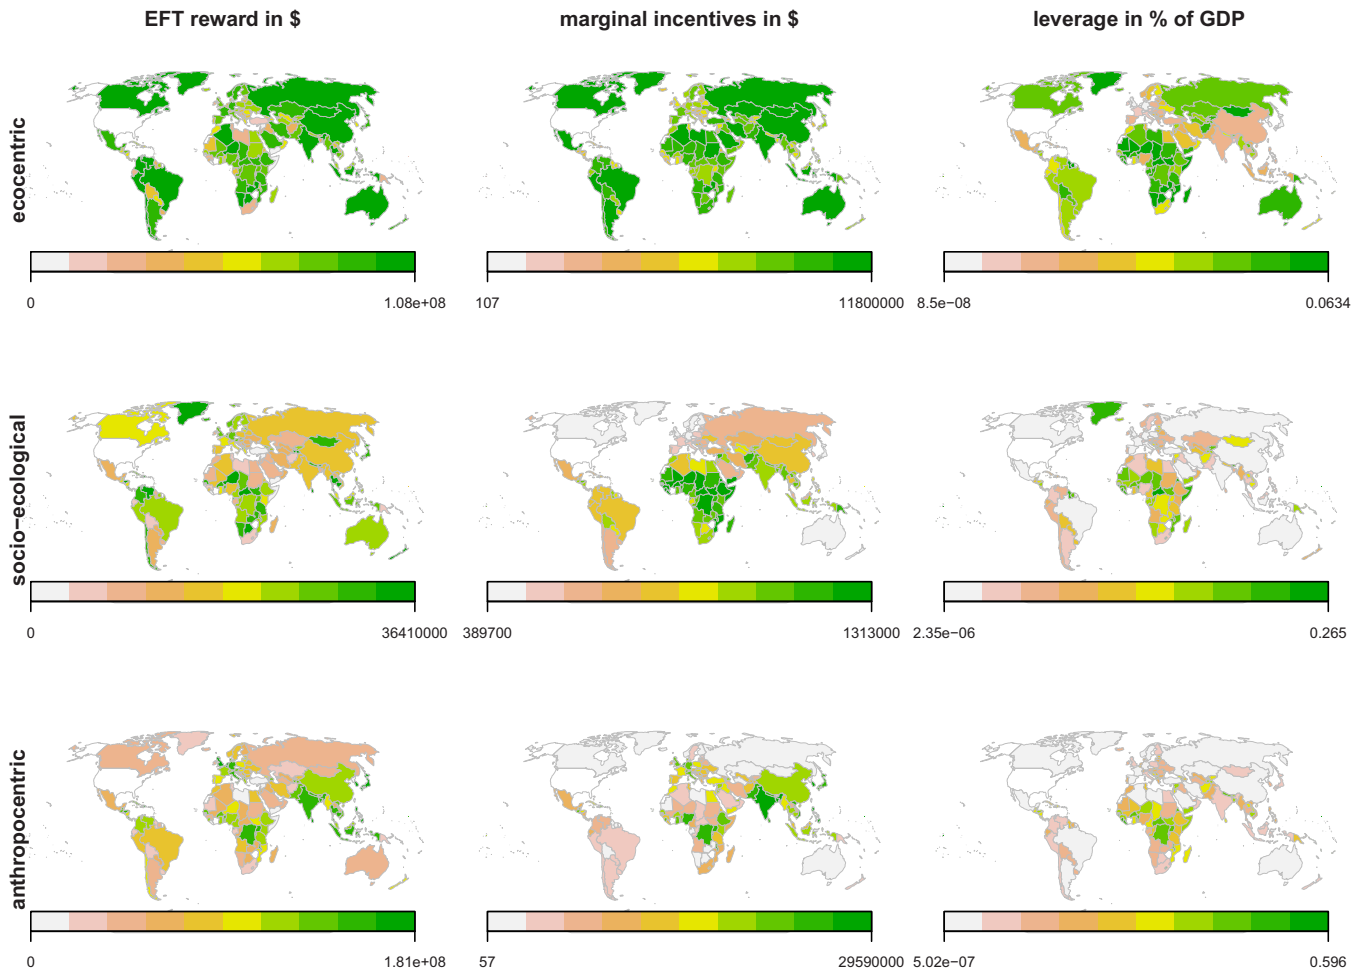 EFT reward in $ marginal incentives in $ leverage in % of GDP
ecocentric
0 1.08e+08 107 11800000 8.5e−08 0.0634
socio−ecological
0 36410000 389700 1313000 2.35e−06 0.265
anthropocentric
0 1.81e+08 57 29590000 5.02e−07 0.596